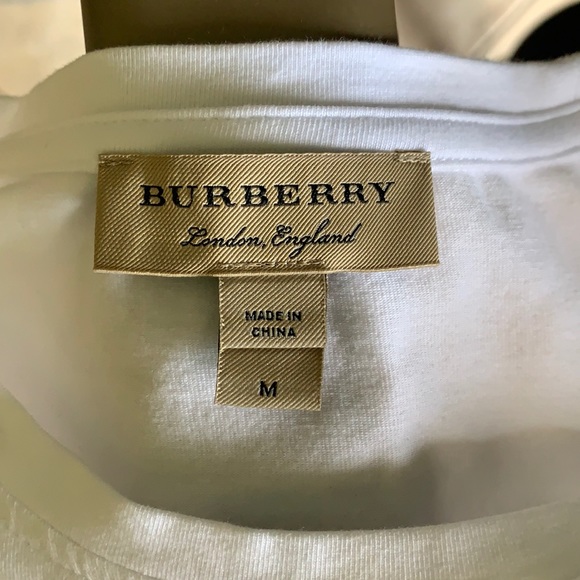 BURBERRY
London, England
MADE IN
CHINA
M